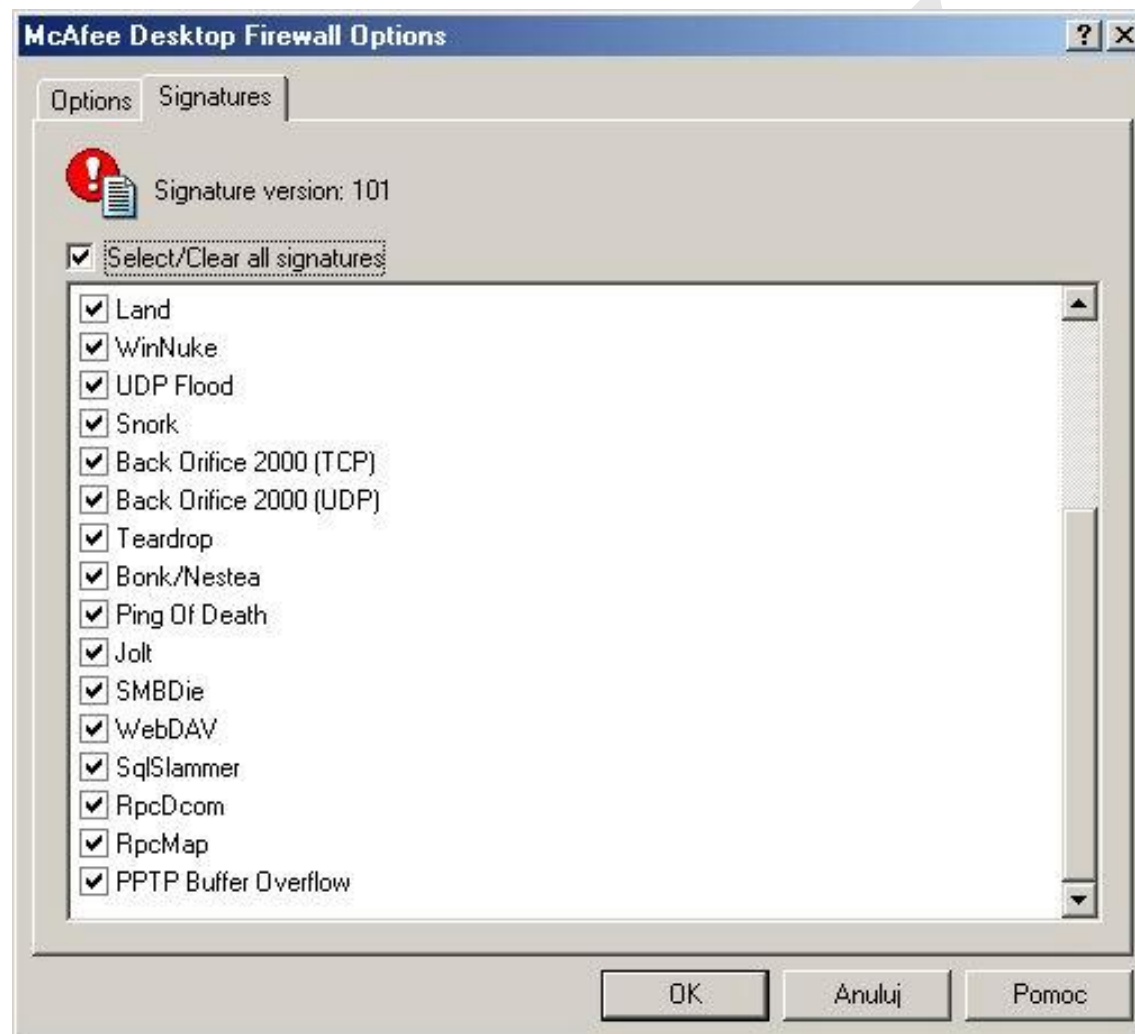 McAfee Desktop Firewall Options
Options Signatures
Signature version: 101
Select/Clear all signatures
Land
WinNuke
UDP Flood
Snork
Back Orifice 2000 (TCP)
Back Orifice 2000 (UDP)
Teardrop
Bonk/Nestea
Ping Of Death
Jolt
SMBDie
WebDAV
SqlSlammer
RpcDcom
RpcMap
PPTP Buffer Overflow
OK Anuluj Pomoc